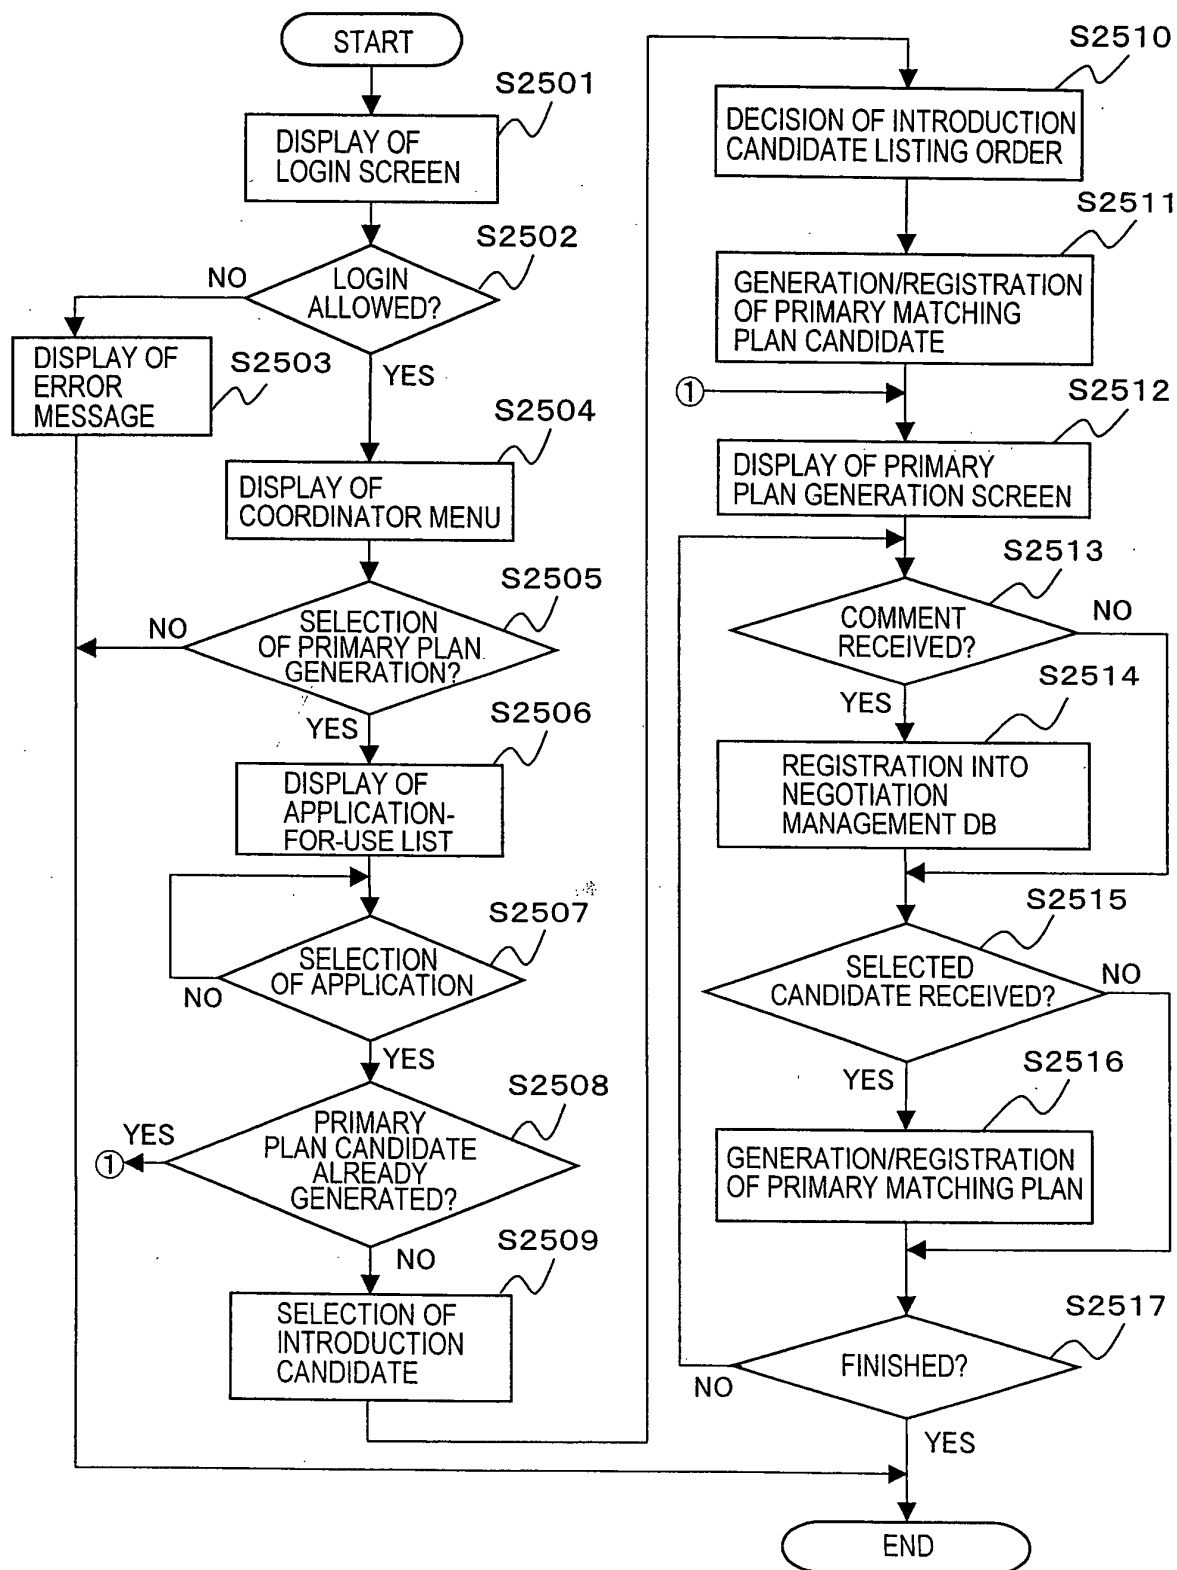 START
S2501
DISPLAY OF
LOGIN SCREEN
S2502
NO
LOGIN
ALLOWED?
YES
DISPLAY OF
ERROR
MESSAGE
S2503
S2504
DISPLAY OF
COORDINATOR MENU
S2505
NO
SELECTION
OF PRIMARY PLAN
GENERATION?
YES
S2506
DISPLAY OF
APPLICATION-
FOR-USE LIST
S2507
SELECTION
OF APPLICATION
NO
YES
S2508
PRIMARY
PLAN CANDIDATE
ALREADY
GENERATED?
YES
①
NO
S2509
SELECTION OF
INTRODUCTION
CANDIDATE
S2510
DECISION OF INTRODUCTION
CANDIDATE LISTING ORDER
S2511
GENERATION/REGISTRATION
OF PRIMARY MATCHING
PLAN CANDIDATE
①
S2512
DISPLAY OF PRIMARY
PLAN GENERATION SCREEN
S2513
COMMENT
RECEIVED?
NO
YES
S2514
REGISTRATION INTO
NEGOTIATION
MANAGEMENT DB
S2515
SELECTED
CANDIDATE RECEIVED?
NO
YES
S2516
GENERATION/REGISTRATION
OF PRIMARY MATCHING PLAN
S2517
FINISHED?
NO
YES
END